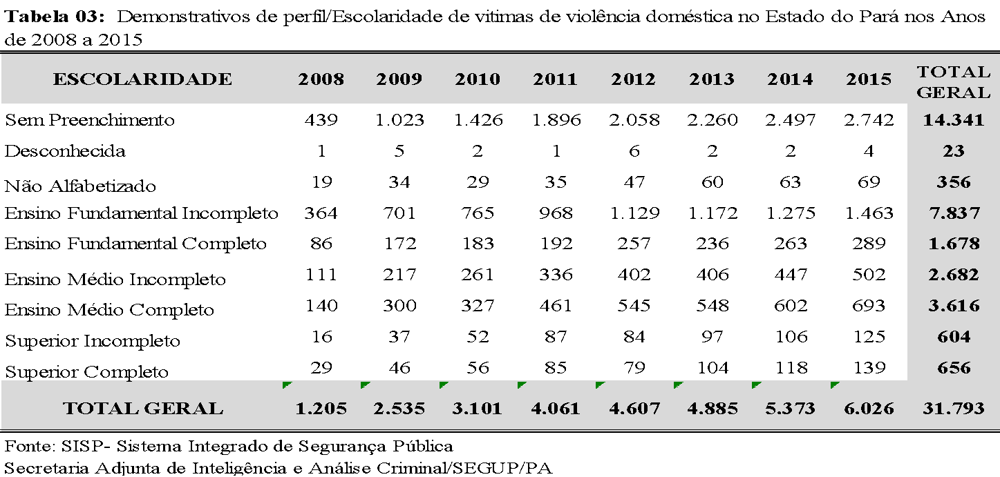 Tabela 03: Demonstrativos de perfil/Escolaridade de vitimas de violência doméstica no Estado do Pará nos Anos
de 2008 a 2015
ESCOLARIDADE 2008 2009 2010 2011 2012 2013 2014 2015 TOTAL GERAL
Sem Preenchimento 439 1.023 1.426 1.896 2.058 2.260 2.497 2.742 14.341
Desconhecida 1 5 2 1 6 2 2 4 23
Não Alfabetizado 19 34 29 35 47 60 63 69 356
Ensino Fundamental Incompleto 364 701 765 968 1.129 1.172 1.275 1.463 7.837
Ensino Fundamental Completo 86 172 183 192 257 236 263 289 1.678
Ensino Médio Incompleto 111 217 261 336 402 406 447 502 2.682
Ensino Médio Completo 140 300 327 461 545 548 602 693 3.616
Superior Incompleto 16 37 52 87 84 97 106 125 604
Superior Completo 29 46 56 85 79 104 118 139 656
TOTAL GERAL 1.205 2.535 3.101 4.061 4.607 4.885 5.373 6.026 31.793
Fonte: SISP- Sistema Integrado de Segurança Pública
Secretaria Adjunta de Inteligência e Análise Criminal/SEGUP/PA